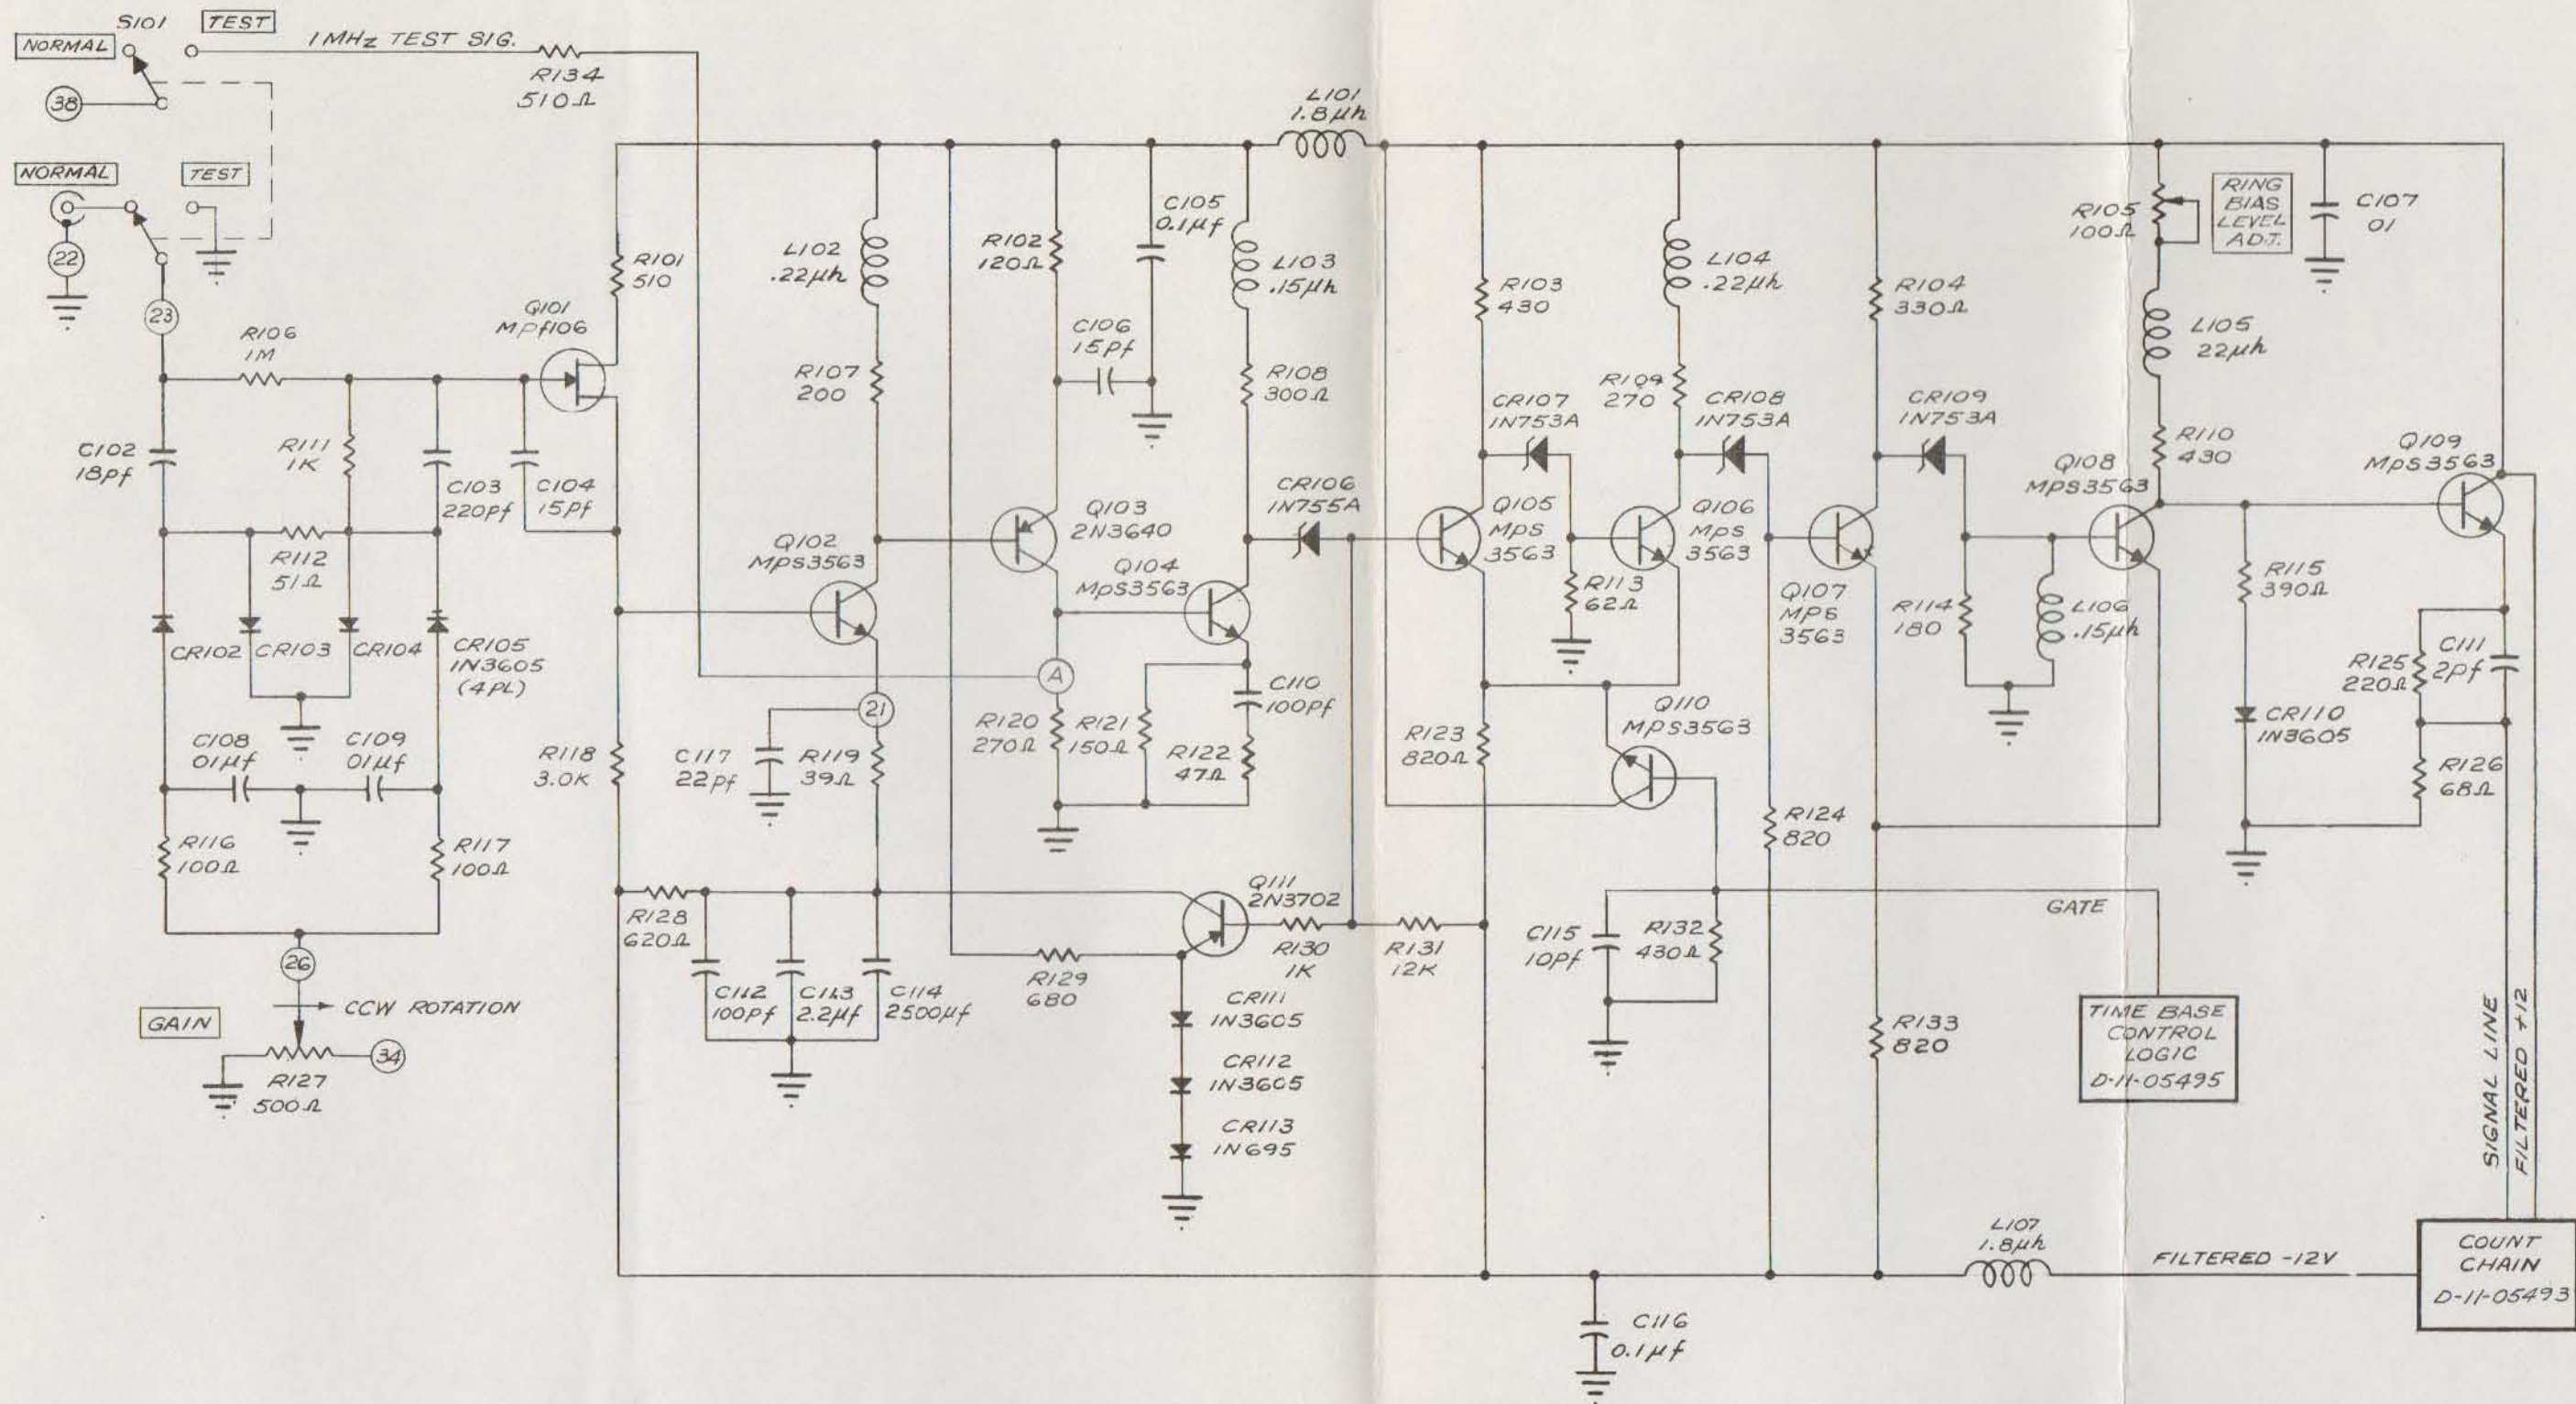 S101
TEST
NORMAL
1MHz TEST SIG.
R134
510Ω
38
L101
1.8µh
NORMAL
TEST
22
23
R106
1M
Q101
MPf106
R101
510
L102
.22µh
R102
120Ω
C105
0.1µf
L103
.15µh
R103
430
L104
.22µh
R104
330Ω
R105
100Ω
RING
BIAS
LEVEL
ADJ.
C107
01
L105
22µh
C106
15pf
R107
200
R108
300Ω
CR107
1N753A
R109
270
CR108
1N753A
CR109
1N753A
R110
430
C102
18pf
R111
1K
C103
220pf
C104
15pf
Q103
2N3640
CR106
1N755A
Q105
MPS
3563
Q106
MPS
3563
Q108
MPS3563
Q109
MPS3563
R112
51Ω
Q102
MPS3563
Q104
MPS3563
R113
62Ω
Q107
MPS
3563
R114
180
L106
.15µh
R115
390Ω
CR102
CR103
CR104
CR105
1N3605
(4PL)
A
21
C110
100Pf
Q110
MPS3563
R125
220Ω
C111
2pf
C108
01µf
C109
01µf
R118
3.0K
C117
22pf
R119
39Ω
R120
270Ω
R121
150Ω
R122
47Ω
R123
820Ω
CR110
1N3605
R126
68Ω
R116
100Ω
R117
100Ω
R124
820
Q111
2N3702
R128
620Ω
GATE
26
C112
100pf
C113
2.2µf
C114
2500µf
R129
680
R130
1K
R131
12K
C115
10Pf
R132
430Ω
CCW ROTATION
GAIN
34
R127
500Ω
CR111
1N3605
CR112
1N3605
CR113
1N695
R133
820
TIME BASE
CONTROL
LOGIC
D-11-05495
SIGNAL LINE
FILTERED +12
L107
1.8µh
FILTERED -12V
COUNT
CHAIN
D-11-05493
C116
0.1µf